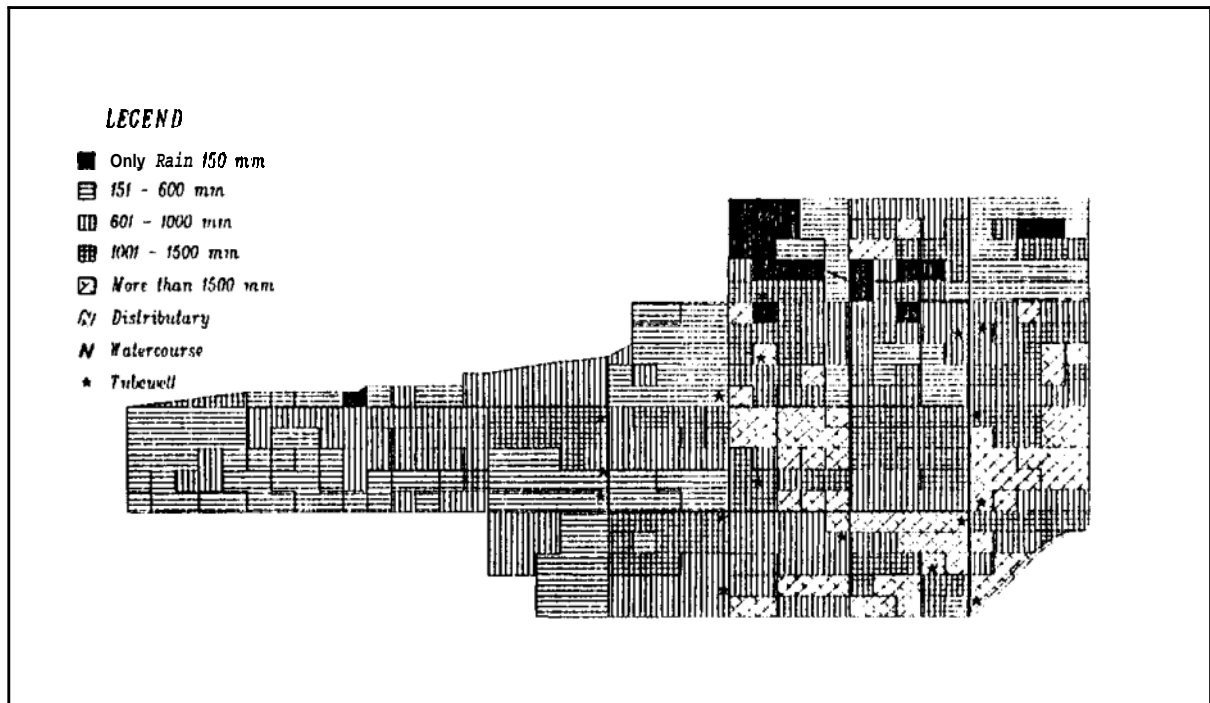 LEGEND
Only Rain 150 mm
151 - 600 mm
601 - 1000 mm
1001 - 1500 mm
More than 1500 mm
Distributary
Watercourse
Tubewell